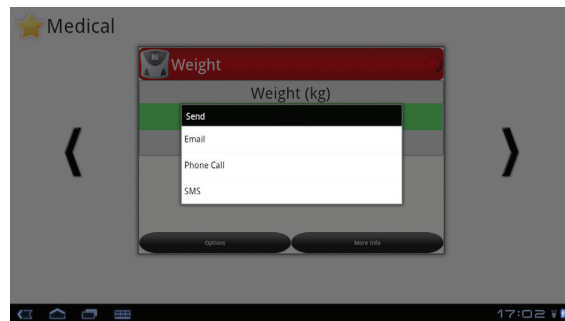 Medical
Weight
Weight (kg)
Send
Email
Phone Call
SMS
Options
More Info
17:02